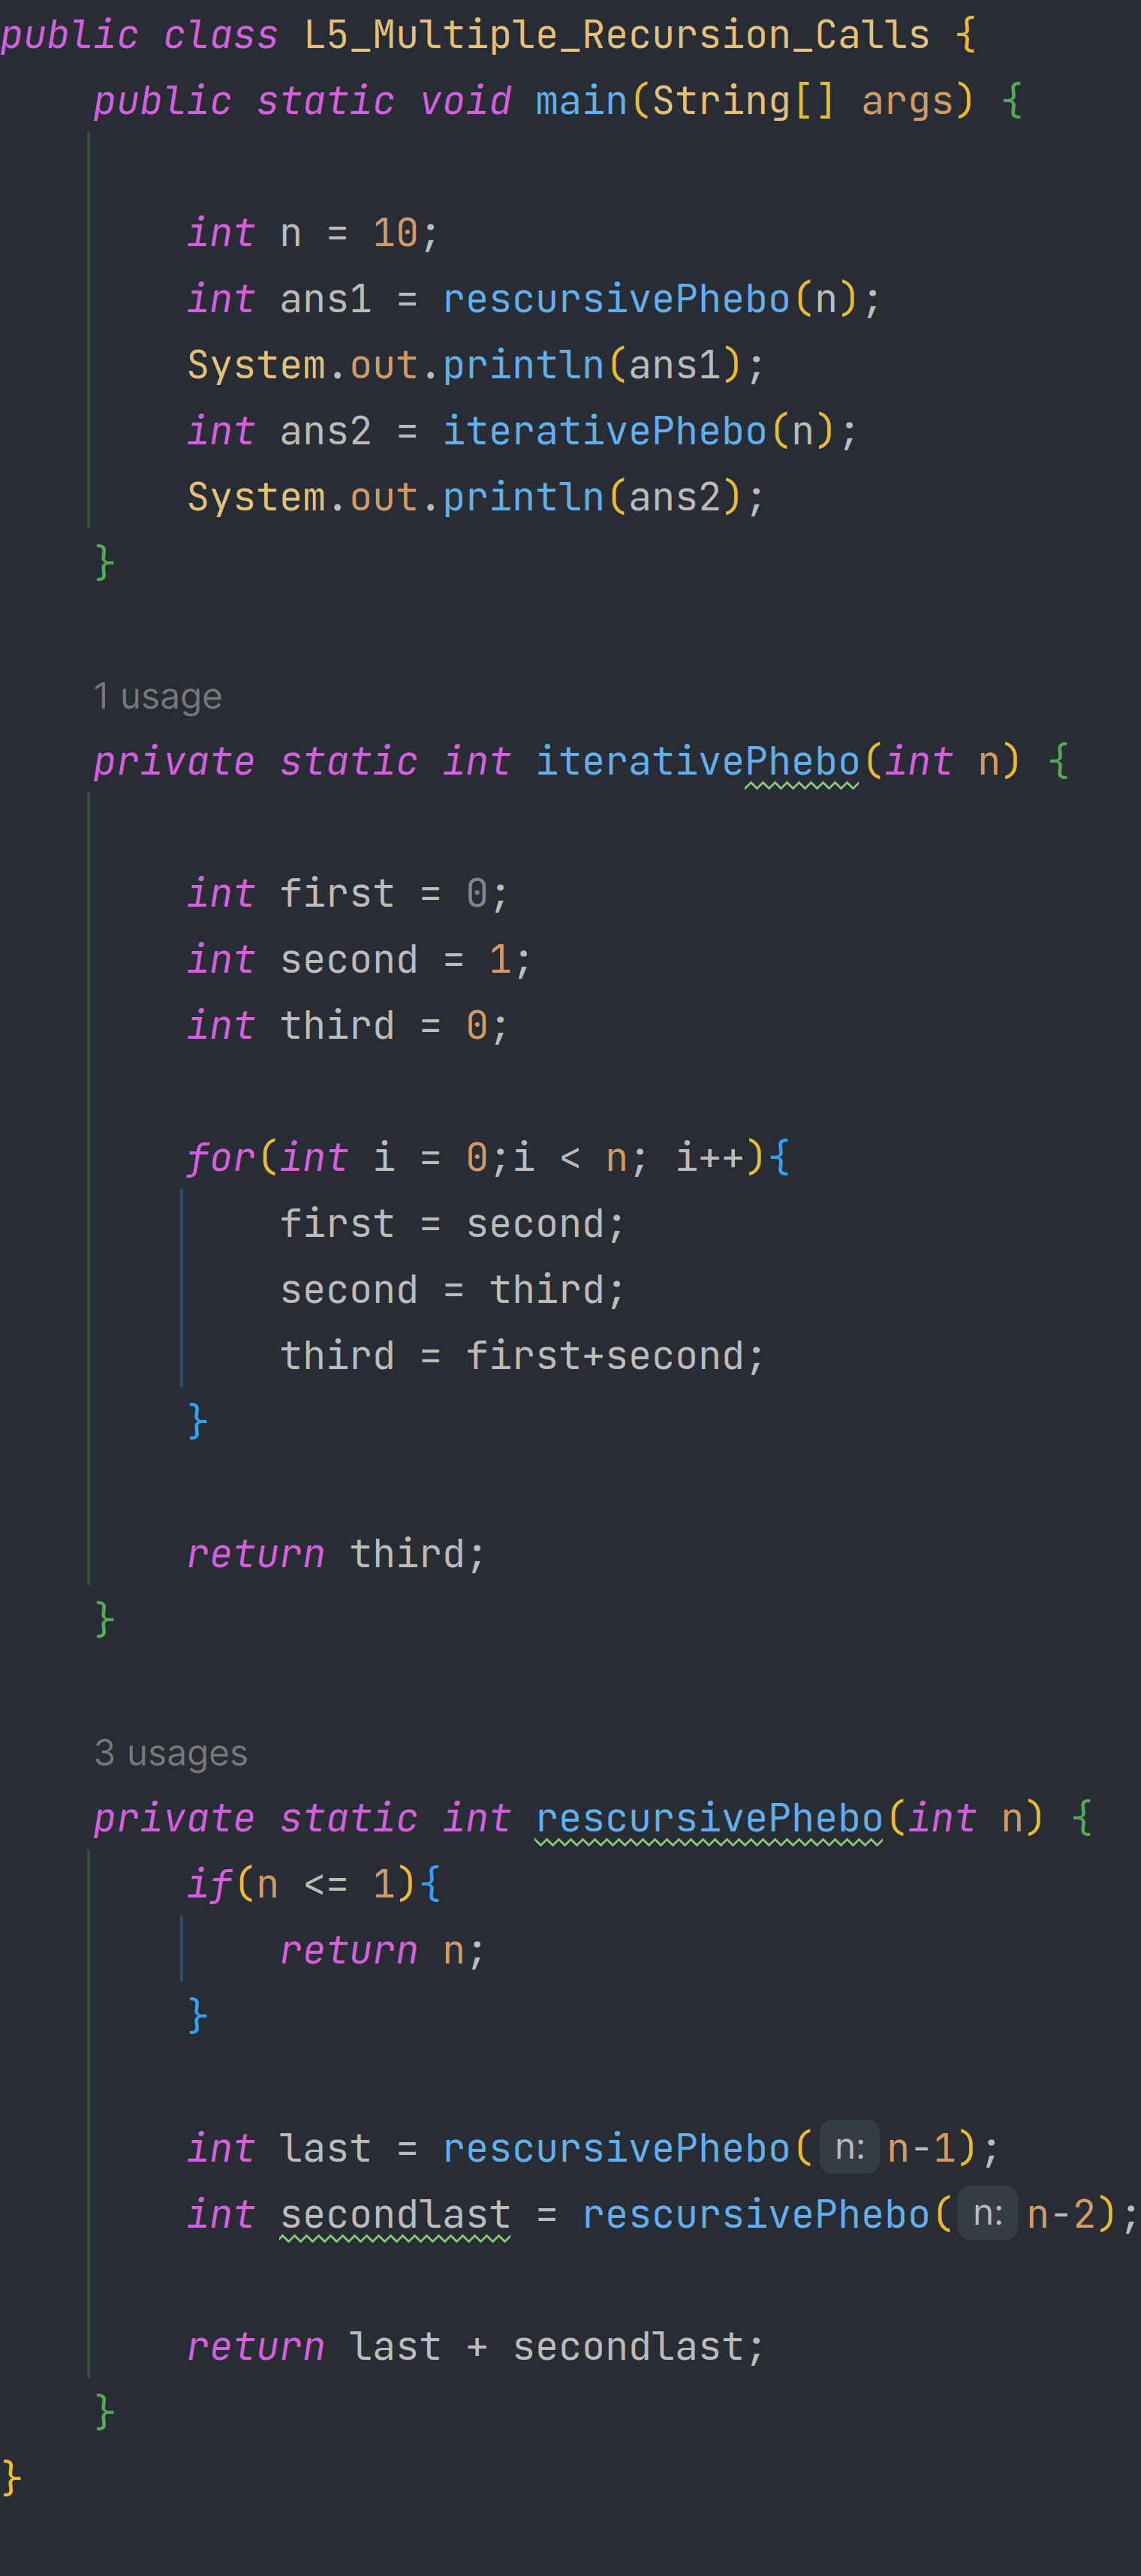 public class L5_Multiple_Recursion_Calls {
    public static void main(String[] args) {

        int n = 10;
        int ans1 = rescursivePhebo(n);
        System.out.println(ans1);
        int ans2 = iterativePhebo(n);
        System.out.println(ans2);
    }

    1 usage
    private static int iterativePhebo(int n) {

        int first = 0;
        int second = 1;
        int third = 0;

        for(int i = 0;i < n; i++){
            first = second;
            second = third;
            third = first+second;
        }

        return third;
    }

    3 usages
    private static int rescursivePhebo(int n) {
        if(n <= 1){
            return n;
        }

        int last = rescursivePhebo( n: n-1);
        int secondlast = rescursivePhebo( n: n-2);

        return last + secondlast;
    }
}